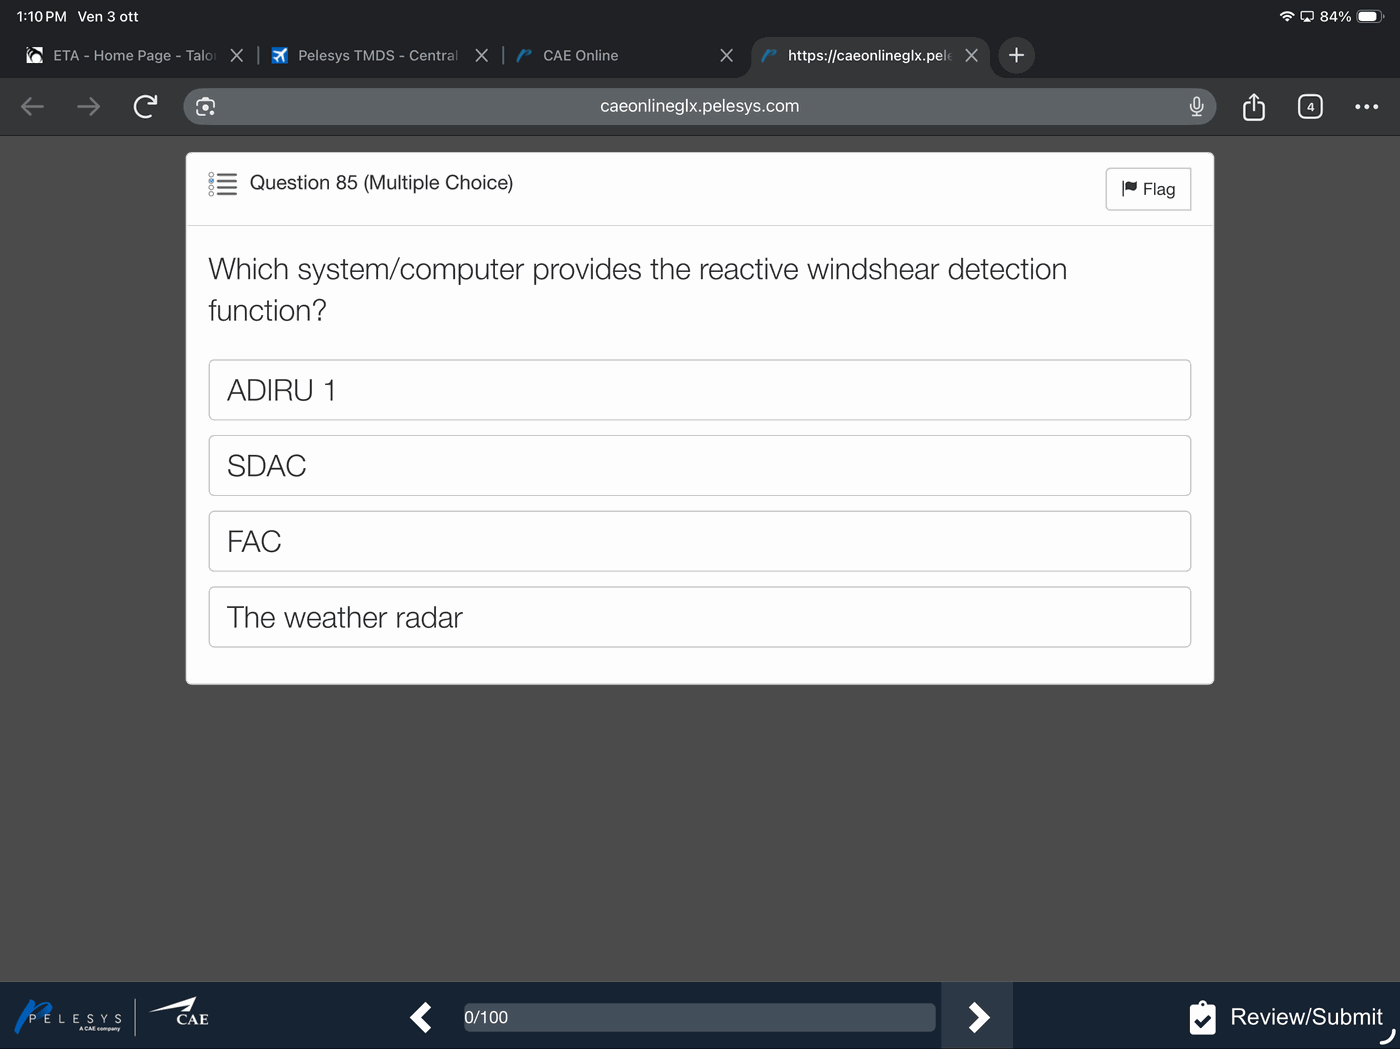 1:10 PM Ven 3 ott
84%
ETA - Home Page - Talo
Pelesys TMDS - Central
CAE Online
https://caeonlineglx.pele
caeonlineglx.pelesys.com
4
Question 85 (Multiple Choice)
Flag
Which system/computer provides the reactive windshear detection
function?
ADIRU 1
SDAC
FAC
The weather radar
PELESYS
A CAE company
CAE
0/100
Review/Submit